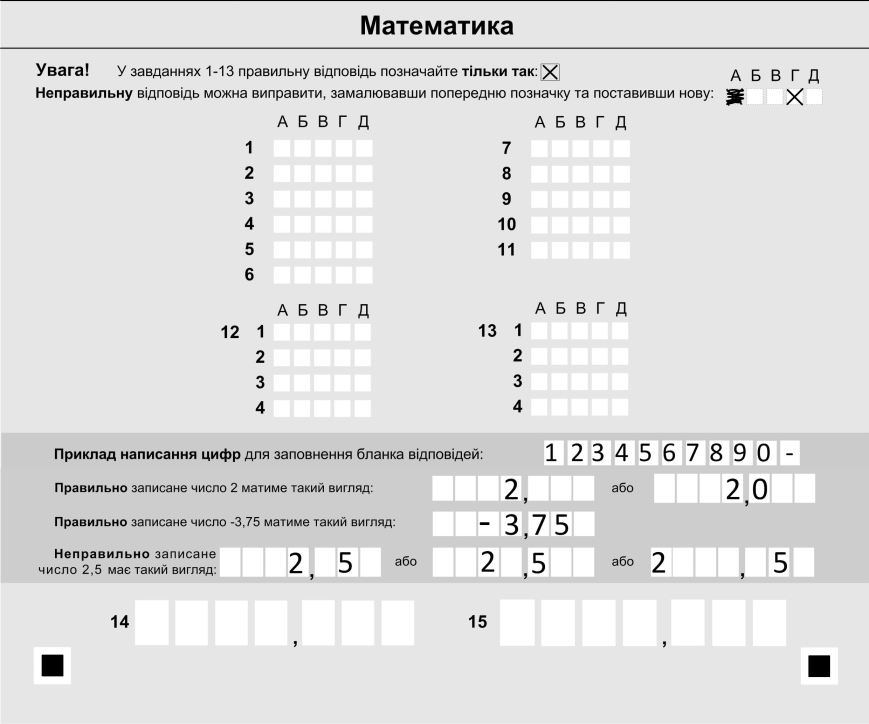 Математика
Увага! У завданнях 1-13 правильну відповідь позначайте тільки так:
А Б В Г Д
Неправильну відповідь можна виправити, замалювавши попередню позначку та поставивши нову:
А Б В Г Д А Б В Г Д
1 7
2 8
3 9
4 10
5 11
6
А Б В Г Д А Б В Г Д
12 1 13 1
2 2
3 3
4 4
Приклад написання цифр для заповнення бланка відповідей: 1 2 3 4 5 6 7 8 9 0 -
Правильно записане число 2 матиме такий вигляд: 2, або 2,0
Правильно записане число -3,75 матиме такий вигляд: - 3,75
Неправильно записане
число 2,5 має такий вигляд: 2 , 5 або 2 ,5 або 2 , 5
14 , 15 ,